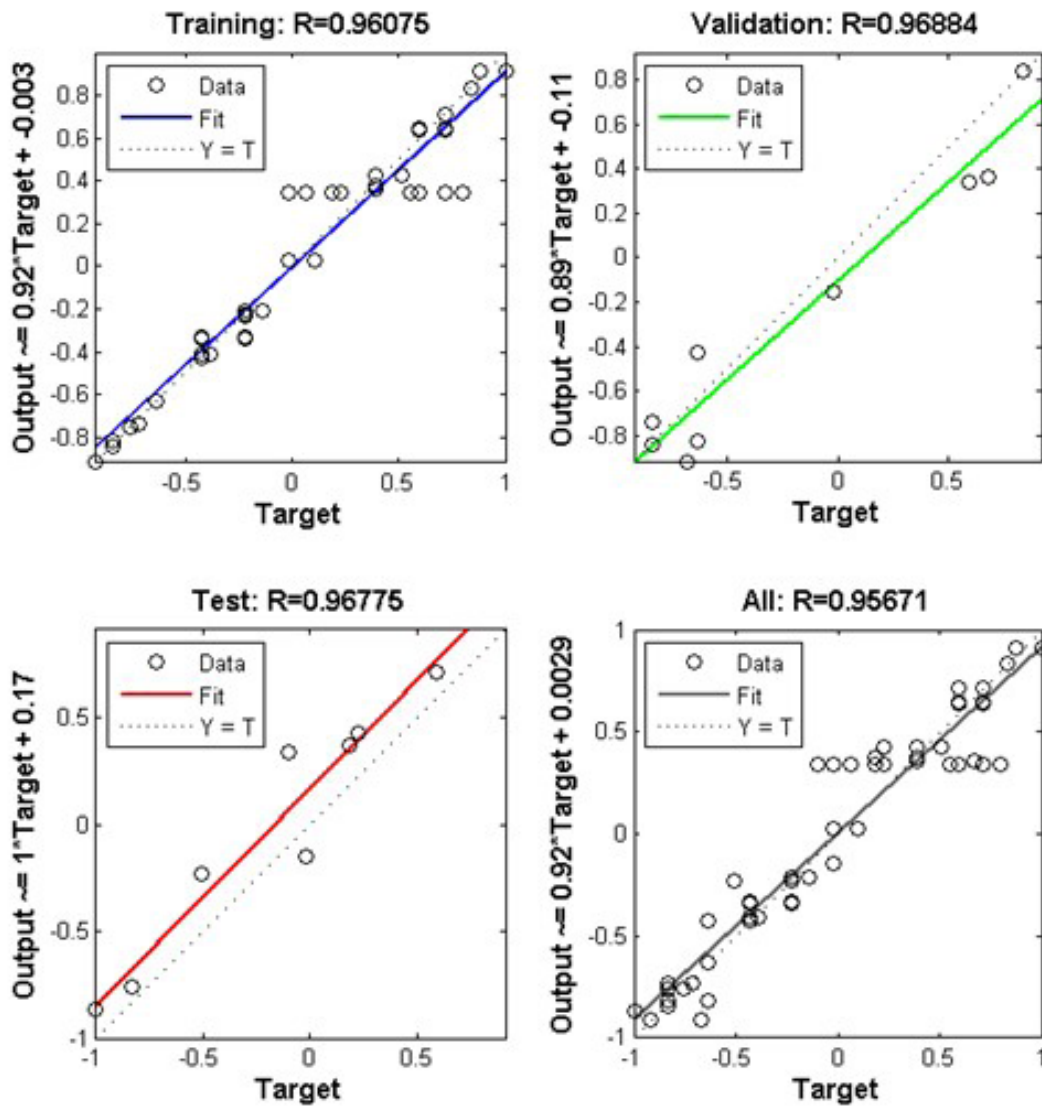 Training: R=0.96075
Output ~= 0.92*Target + -0.003
Data
Fit
Y = T
0.8
0.6
0.4
0.2
0
-0.2
-0.4
-0.6
-0.8
-0.5
0
0.5
1
Target
Validation: R=0.96884
Output ~= 0.89*Target + -0.11
Data
Fit
Y = T
0.8
0.6
0.4
0.2
0
-0.2
-0.4
-0.6
-0.8
-0.5
0
0.5
Target
Test: R=0.96775
Output ~= 1*Target + 0.17
Data
Fit
Y = T
0.5
0
-0.5
-1
-1
-0.5
0
0.5
Target
All: R=0.95671
Output ~= 0.92*Target + 0.0029
Data
Fit
Y = T
1
0.5
0
-0.5
-1
-1
-0.5
0
0.5
1
Target